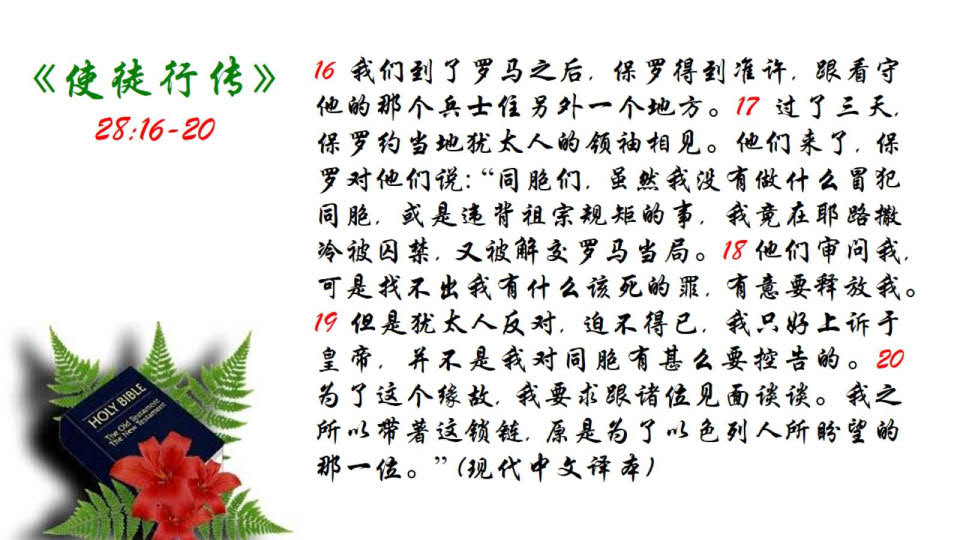 《使徒行传》
28:16-20
16 我们到了罗马之后，保罗得到准许，跟看守
他的那个兵士住另外一个地方。17 过了三天，
保罗约当地犹太人的领袖相见。他们来了，保
罗对他们说：“同胞们，虽然我没有做什么冒犯
同胞，或是违背祖宗规矩的事，我竟在耶路撒
冷被囚禁，又被解交罗马当局。18 他们审问我，
可是找不出我有什么该死的罪，有意要释放我。
19 但是犹太人反对，迫不得已，我只好上诉于
皇帝，并不是我对同胞有甚么要控告的。20
为了这个缘故，我要求跟诸位见面谈谈。我之
所以带著这锁链，原是为了以色列人所盼望的
那一位。”(现代中文译本)
HOLY BIBLE
The Old Testament
The New Testament